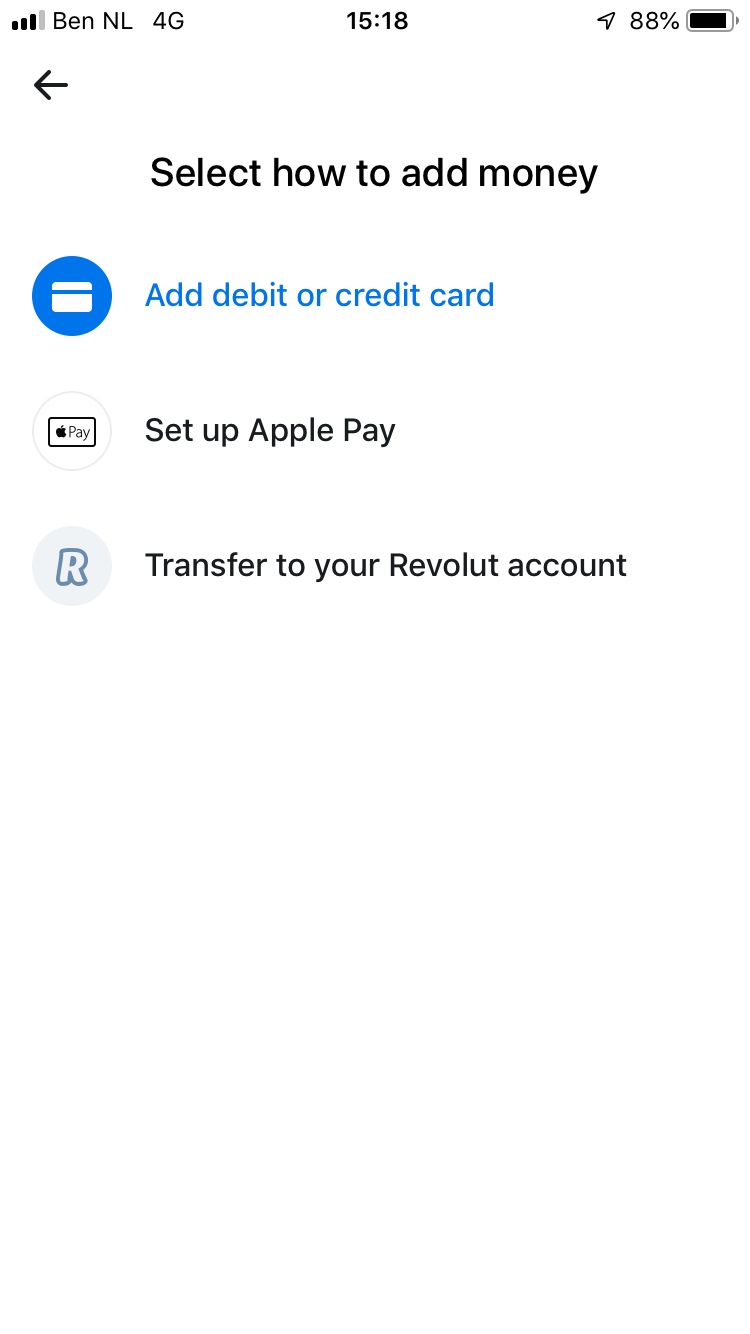 Ben NL 4G 15:18 88%
Select how to add money
Add debit or credit card
Pay
Set up Apple Pay
R
Transfer to your Revolut account